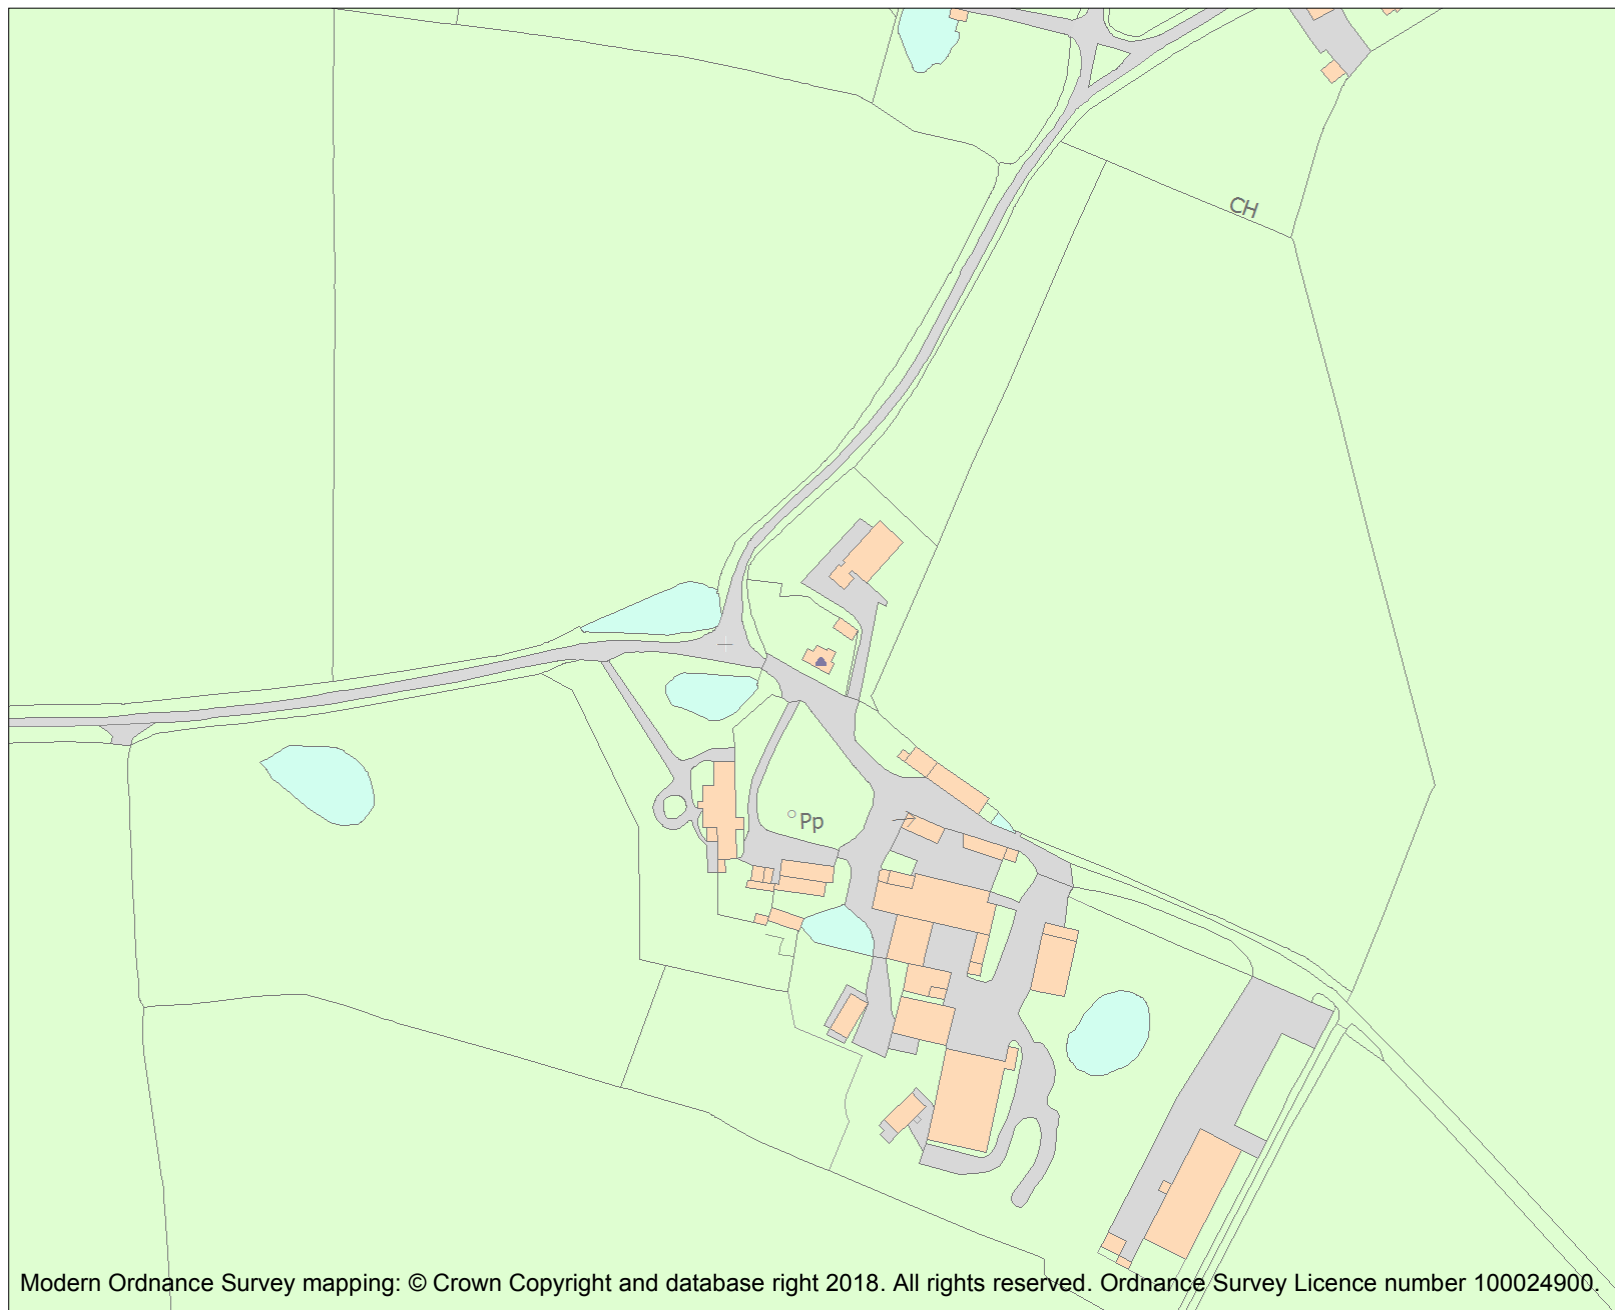 CH
Pp
Modern Ordnance Survey mapping: © Crown Copyright and database right 2018. All rights reserved. Ordnance Survey Licence number 100024900.